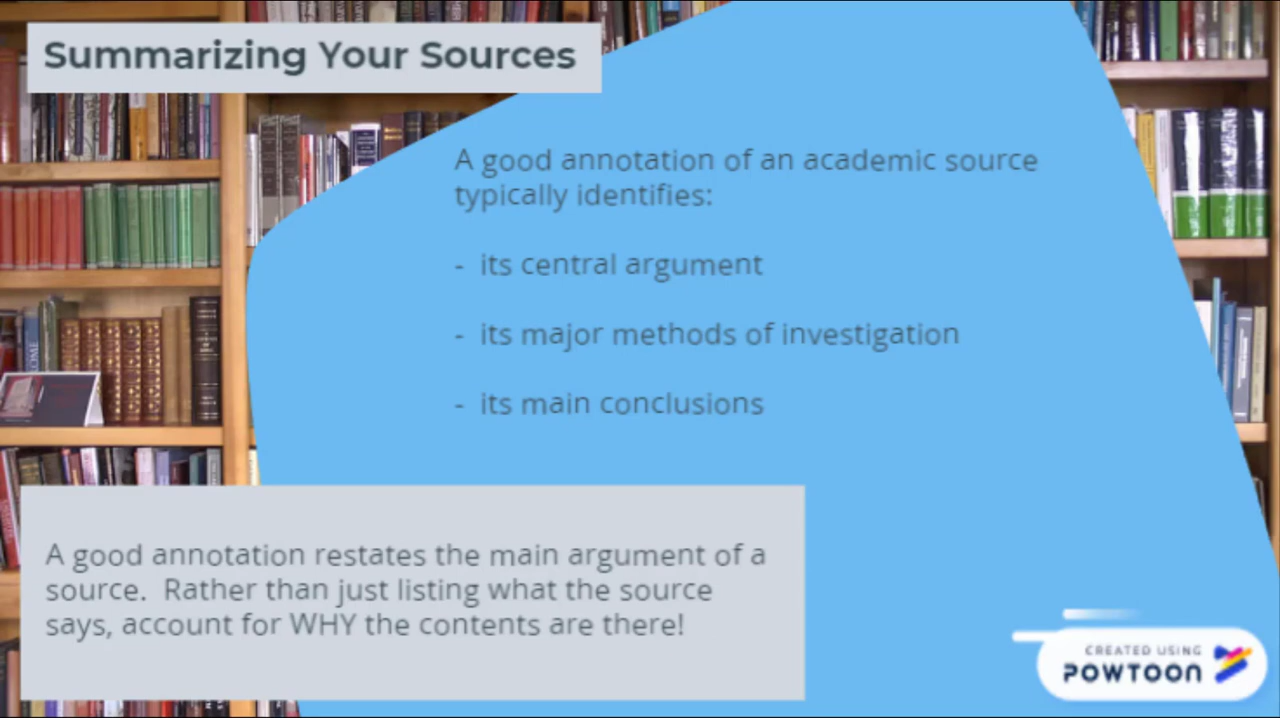 Summarizing Your Sources
A good annotation of an academic source
typically identifies:
- its central argument
- its major methods of investigation
- its main conclusions
A good annotation restates the main argument of a
source. Rather than just listing what the source
says, account for WHY the contents are there!
CREATED USING
POWTOON